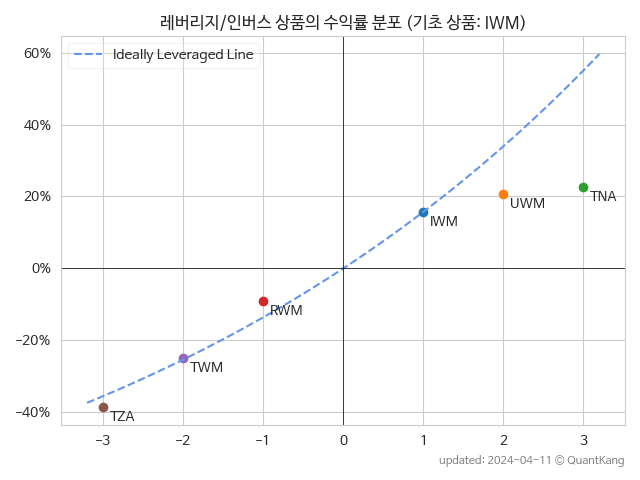 레버리지/인버스 상품의 수익률 분포 (기초 상품: IWM)
60%
Ideally Leveraged Line
40%
20%
TNA
UWM
IWM
0%
RWM
-20%
TWM
-40%
TZA
-3 -2 -1 0 1 2 3
updated: 2024-04-11 © QuantKang